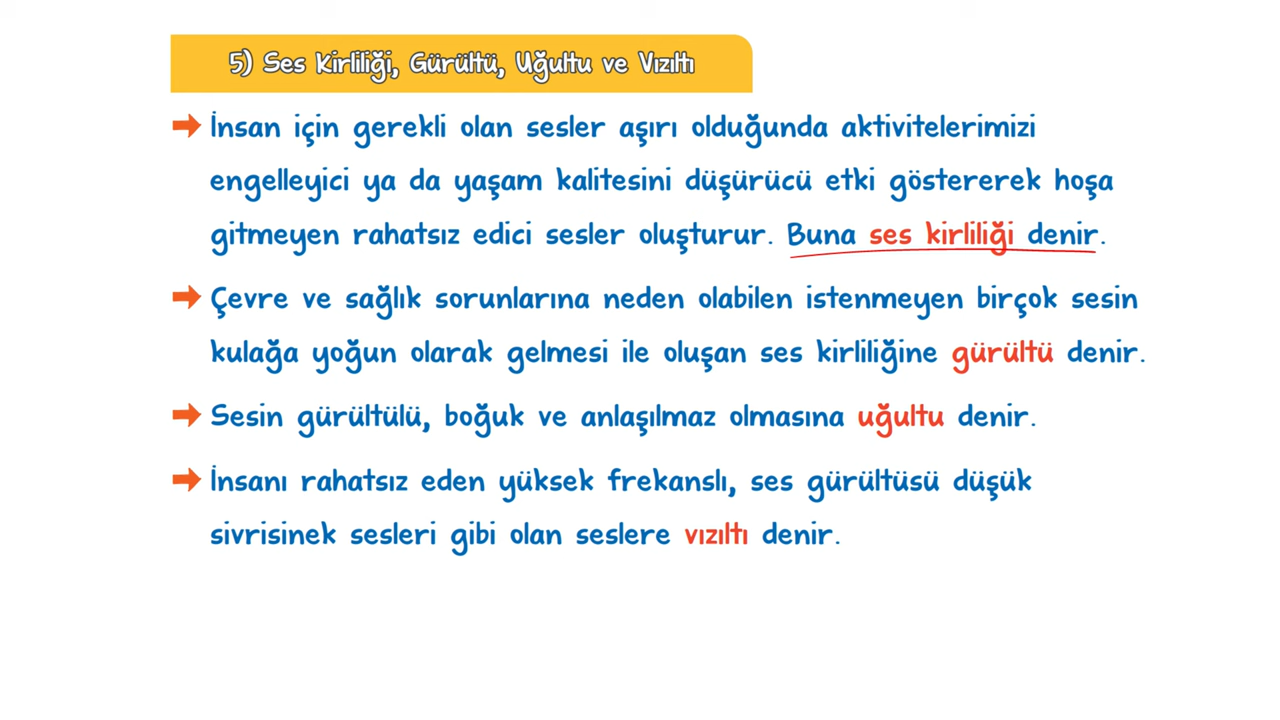 5) Ses Kirliliği, Gürültü, Uğultu ve Vızıltı
İnsan için gerekli olan sesler aşırı olduğunda aktivitelerimizi
engelleyici ya da yaşam kalitesini düşürücü etki göstererek hoşa
gitmeyen rahatsız edici sesler oluşturur. Buna ses kirliliği denir.
Çevre ve sağlık sorunlarına neden olabilen istenmeyen birçok sesin
kulağa yoğun olarak gelmesi ile oluşan ses kirliliğine gürültü denir.
Sesin gürültülü, boğuk ve anlaşılmaz olmasına uğultu denir.
İnsanı rahatsız eden yüksek frekanslı, ses gürültüsü düşük
sivrisinek sesleri gibi olan seslere vızıltı denir.